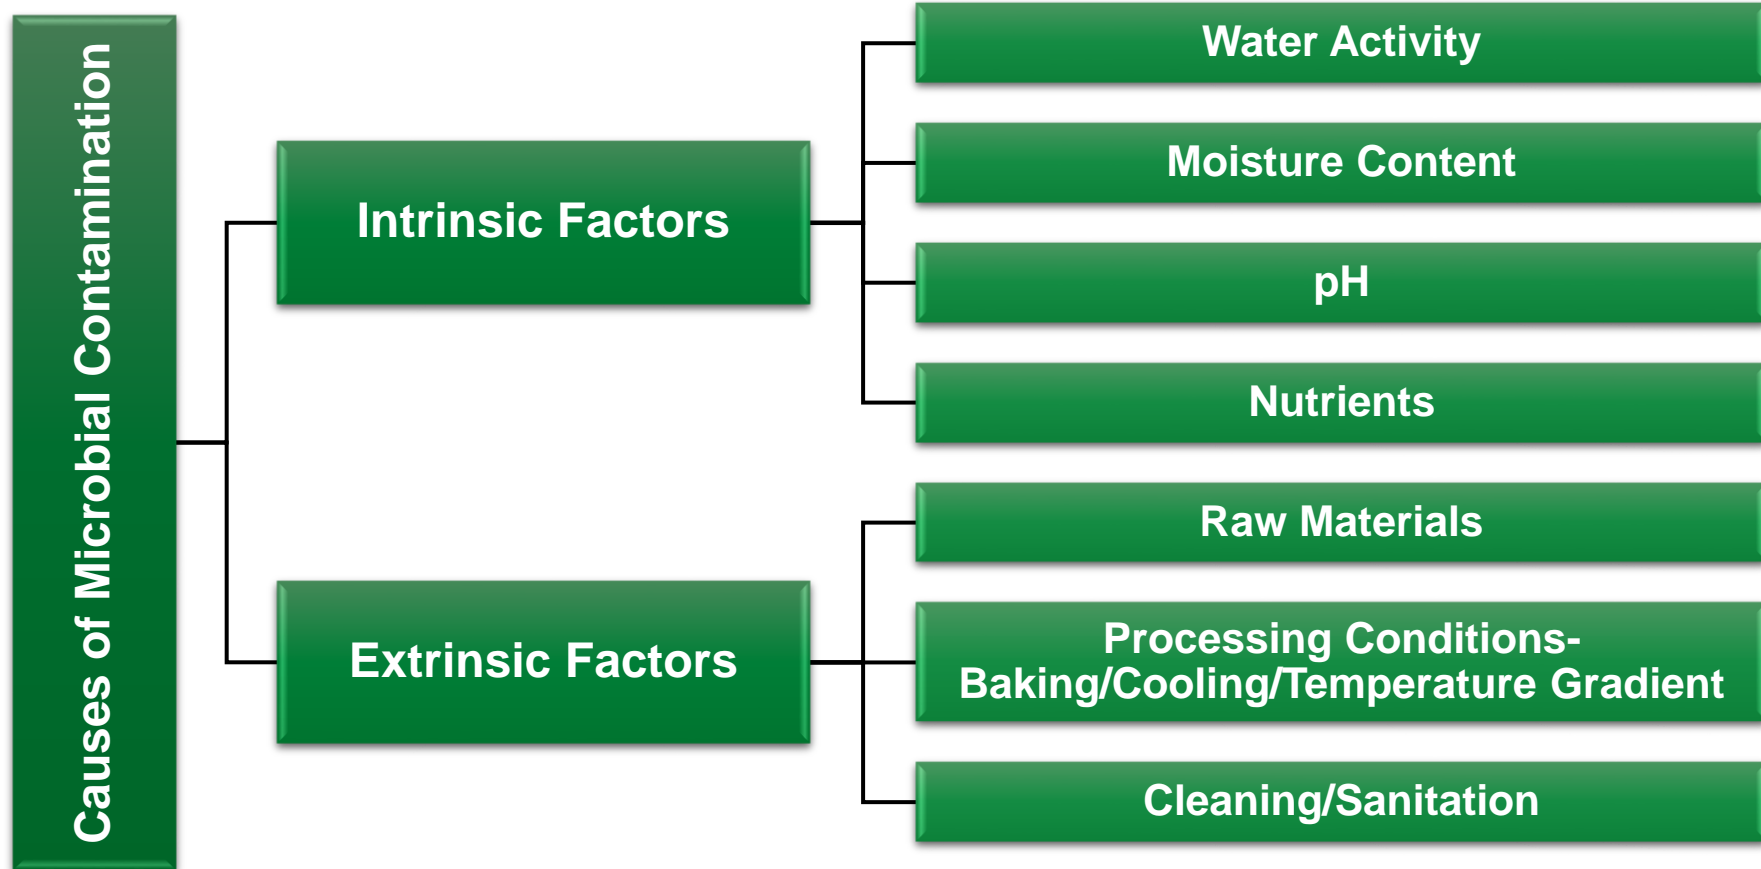 Causes of Microbial Contamination
Intrinsic Factors
Water Activity
Moisture Content
pH
Nutrients
Extrinsic Factors
Raw Materials
Processing Conditions-
Baking/Cooling/Temperature Gradient
Cleaning/Sanitation